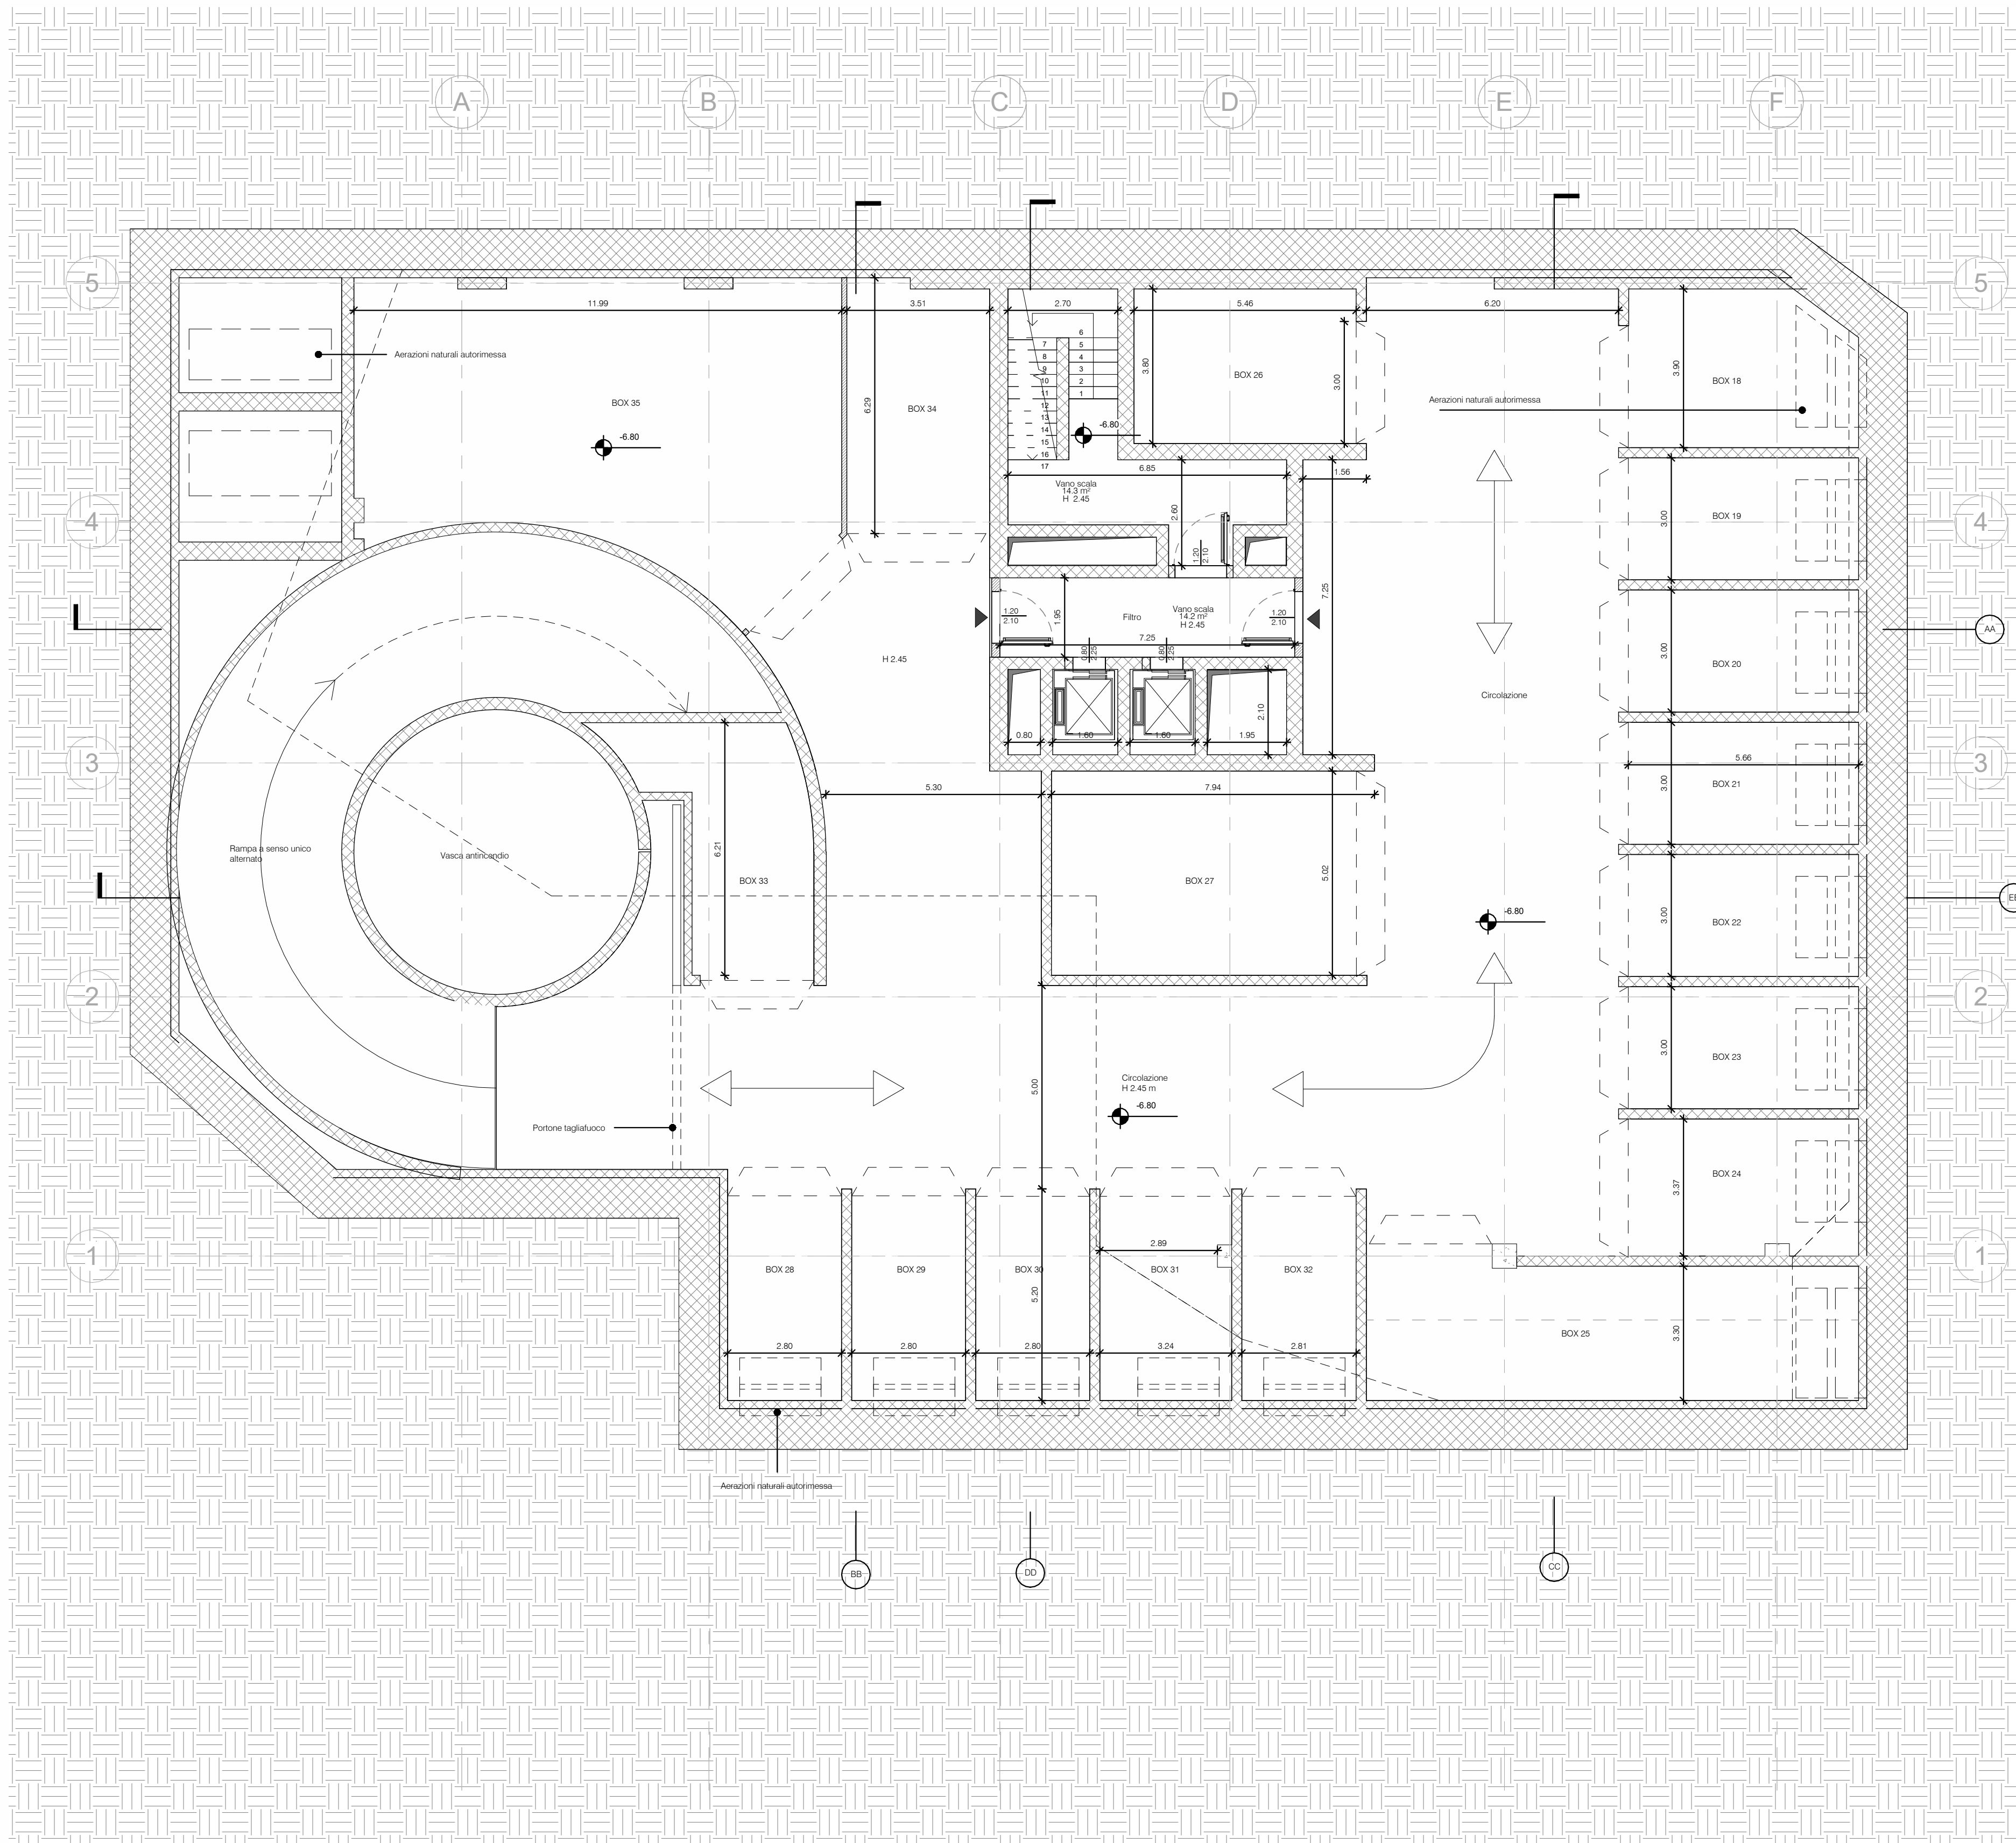 A
B
C
D
E
F
5
5
11.99
3.51
2.70
5.46
6.20
Aerazioni naturali autorimessa
BOX 35
-6.80
6.29
BOX 34
6
5
4
3
2
1
7
8
9
10
11
12
13
14
15
16
17
-6.80
3.80
BOX 26
3.00
Aerazioni naturali autorimessa
3.90
BOX 18
6.85
1.56
Vano scala
14.3 m²
H 2.45
2.60
1.20
2.10
4
4
3.00
BOX 19
7.25
1.20
2.10
1.95
Filtro
Vano scala
14.2 m²
H 2.45
1.20
2.10
7.25
0.80
2.25
0.80
2.25
H 2.45
3.00
BOX 20
AA
Circolazione
2.10
0.80
1.60
1.60
1.95
3
3
5.66
3.00
BOX 21
5.30
7.94
Rampa a senso unico
alternato
Vasca antincendio
6.21
BOX 33
BOX 27
5.02
-6.80
3.00
BOX 22
EE
2
2
3.00
BOX 23
5.00
Circolazione
H 2.45 m
-6.80
Portone tagliafuoco
3.37
BOX 24
1
1
2.89
BOX 28
BOX 29
BOX 30
BOX 31
BOX 32
5.20
BOX 25
3.30
2.80
2.80
2.80
3.24
2.81
Aerazioni naturali autorimessa
BB
DD
CC